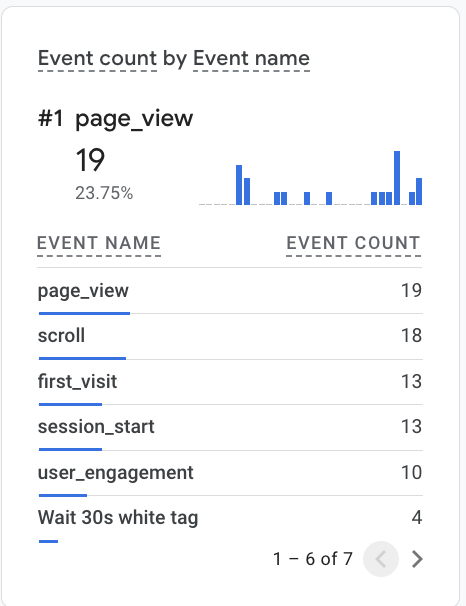 Event count by Event name
#1 page_view
19
23.75%
EVENT NAME EVENT COUNT
page_view 19
scroll 18
first_visit 13
session_start 13
user_engagement 10
Wait 30s white tag 4
1 – 6 of 7